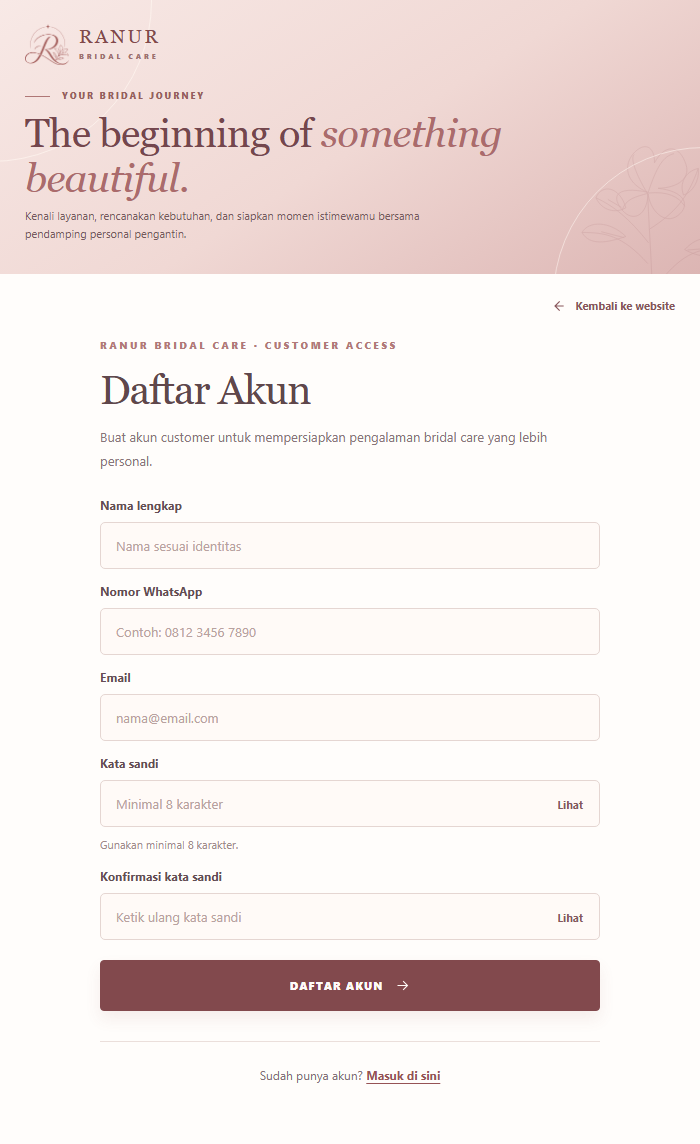 RANUR
BRIDAL CARE
YOUR BRIDAL JOURNEY
The beginning of something
beautiful.
Kenali layanan, rencanakan kebutuhan, dan siapkan momen istimewamu bersama
pendamping personal pengantin.
← Kembali ke website
RANUR BRIDAL CARE • CUSTOMER ACCESS
Daftar Akun
Buat akun customer untuk mempersiapkan pengalaman bridal care yang lebih
personal.
Nama lengkap
Nama sesuai identitas
Nomor WhatsApp
Contoh: 0812 3456 7890
Email
nama@email.com
Kata sandi
Minimal 8 karakter Lihat
Gunakan minimal 8 karakter.
Konfirmasi kata sandi
Ketik ulang kata sandi Lihat
DAFTAR AKUN →
Sudah punya akun? Masuk di sini